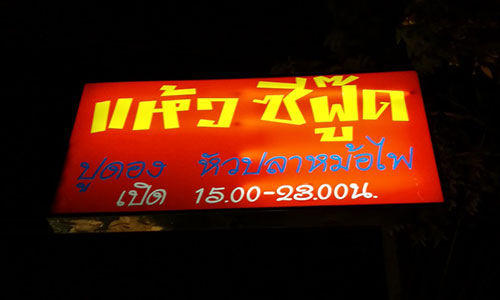 แห้ว ซีฟู๊ด
ปูดอง หัวปลาหม้อไฟ
เปิด 15.00-23.00น.